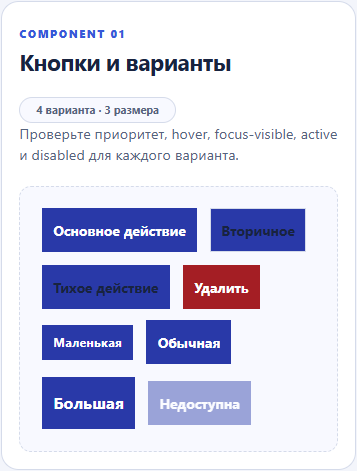 COMPONENT 01
Кнопки и варианты
4 варианта · 3 размера
Проверьте приоритет, hover, focus-visible, active
и disabled для каждого варианта.
Основное действие
Вторичное
Тихое действие
Удалить
Маленькая
Обычная
Большая
Недоступна